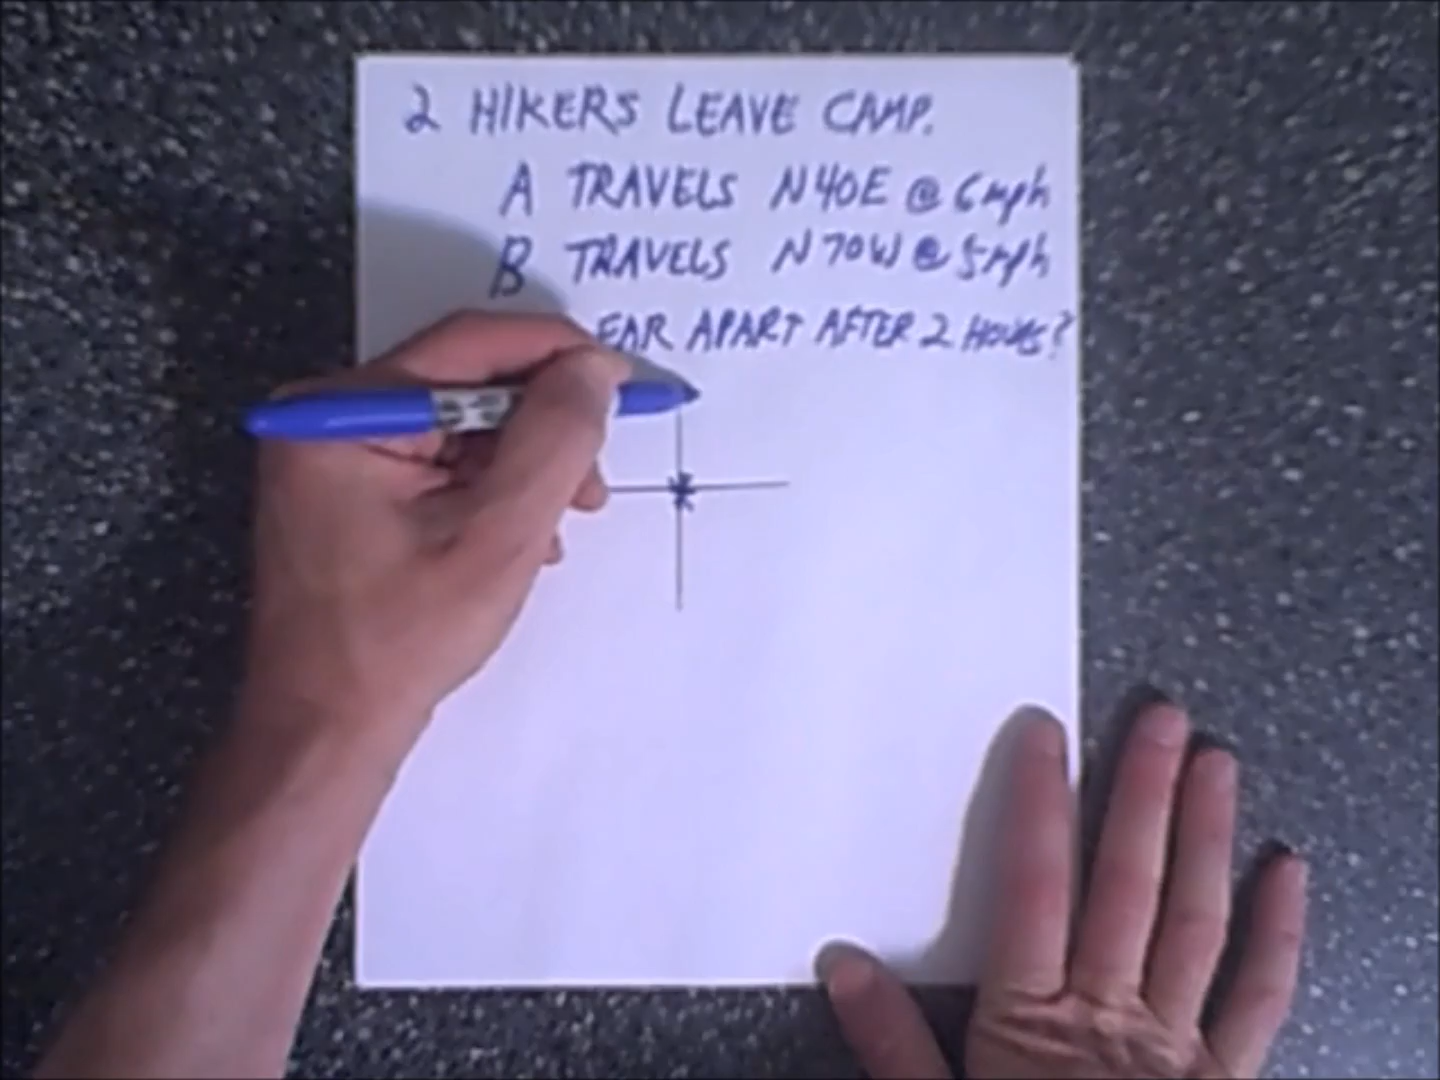 2 HIKERS LEAVE CAMP.
A TRAVELS N40E @ 6mph
B TRAVELS N70W @ 5mph
FAR APART AFTER 2 HOURS?